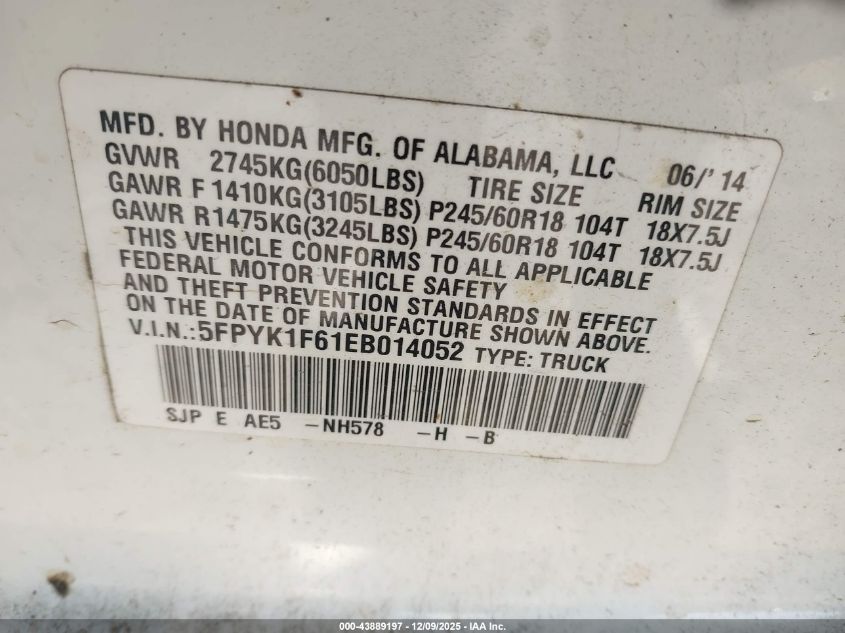 MFD. BY HONDA MFG. OF ALABAMA, LLC 06/'14
GVWR 2745KG(6050LBS) TIRE SIZE RIM SIZE
GAWR F 1410KG(3105LBS) P245/60R18 104T 18X7.5J
GAWR R1475KG(3245LBS) P245/60R18 104T 18X7.5J
THIS VEHICLE CONFORMS TO ALL APPLICABLE
FEDERAL MOTOR VEHICLE SAFETY
AND THEFT PREVENTION STANDARDS IN EFFECT
ON THE DATE OF MANUFACTURE SHOWN ABOVE.
V.I.N.:5FPYK1F61EB014052 TYPE: TRUCK
SJP E AE5 -NH578 -H -B
000-43889197 - 12/09/2025 - IAA Inc.